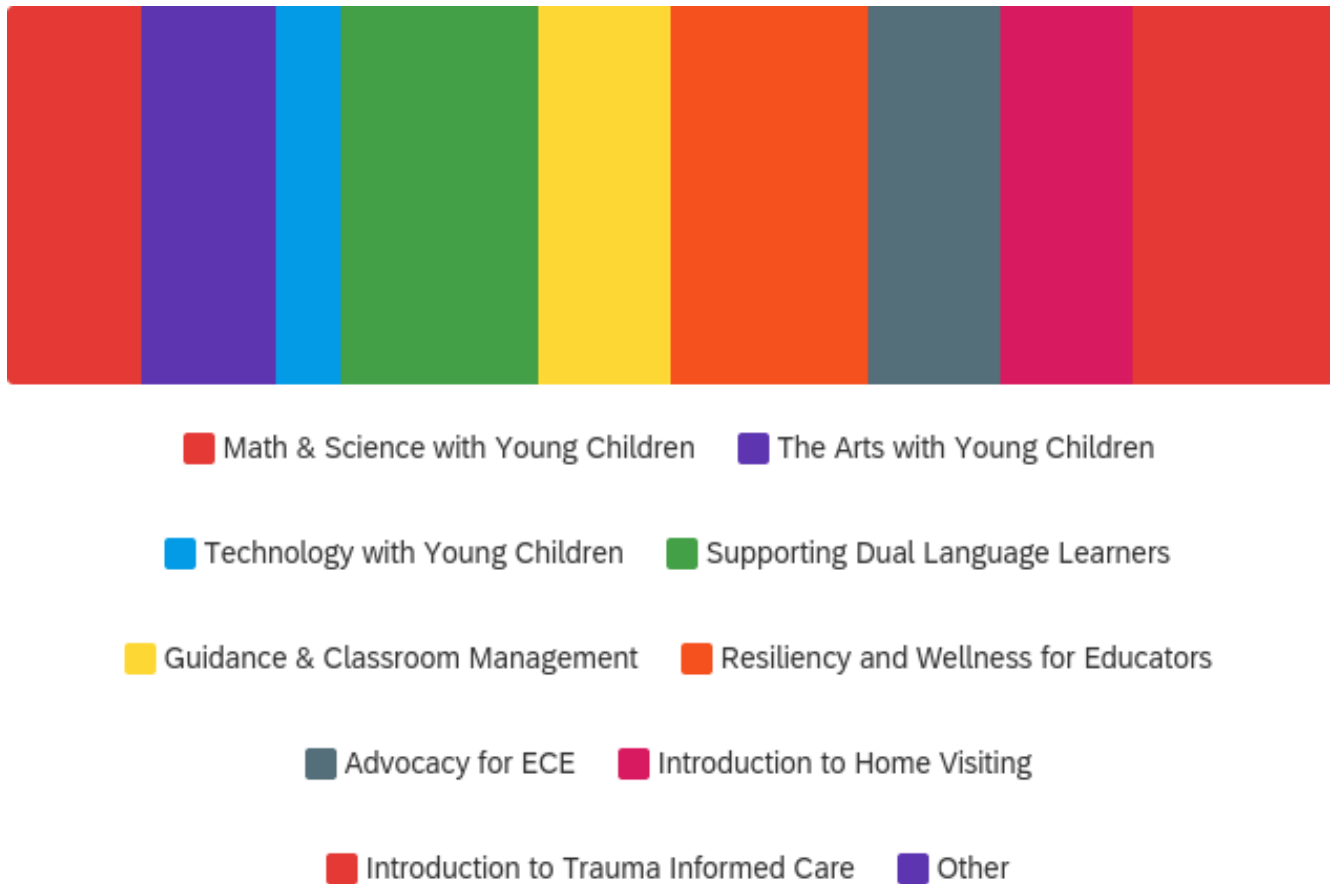 Math & Science with Young Children The Arts with Young Children
Technology with Young Children Supporting Dual Language Learners
Guidance & Classroom Management Resiliency and Wellness for Educators
Advocacy for ECE Introduction to Home Visiting
Introduction to Trauma Informed Care Other